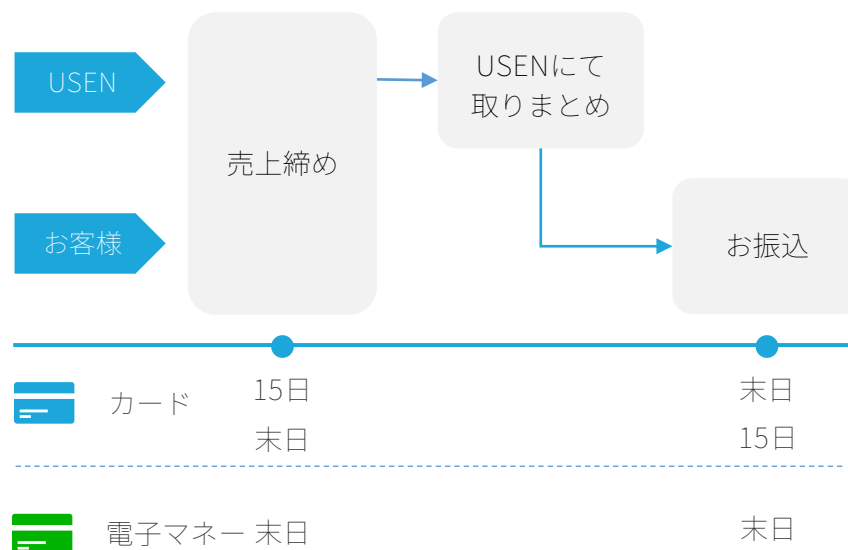 USEN
USENにて
取りまとめ
売上締め
お客様
お振込
カード
15日
末日
末日
15日
電子マネー
末日
末日